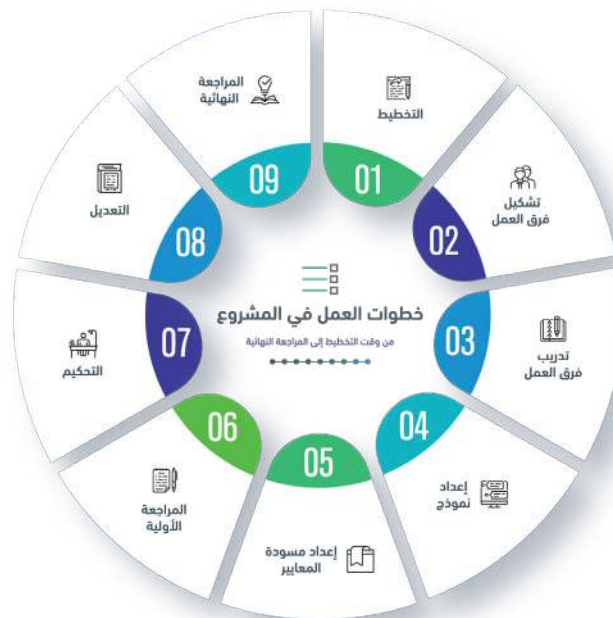 خطوات العمل في المشروع
من وقت التخطيط إلى المراجعة النهائية
01
التخطيط
02
تشكيل
فرق العمل
03
تدريب
فرق العمل
04
إعداد
نموذج
05
إعداد مسودة
المعايير
06
المراجعة
الأولية
07
التحكيم
08
التعديل
09
المراجعة
النهائية